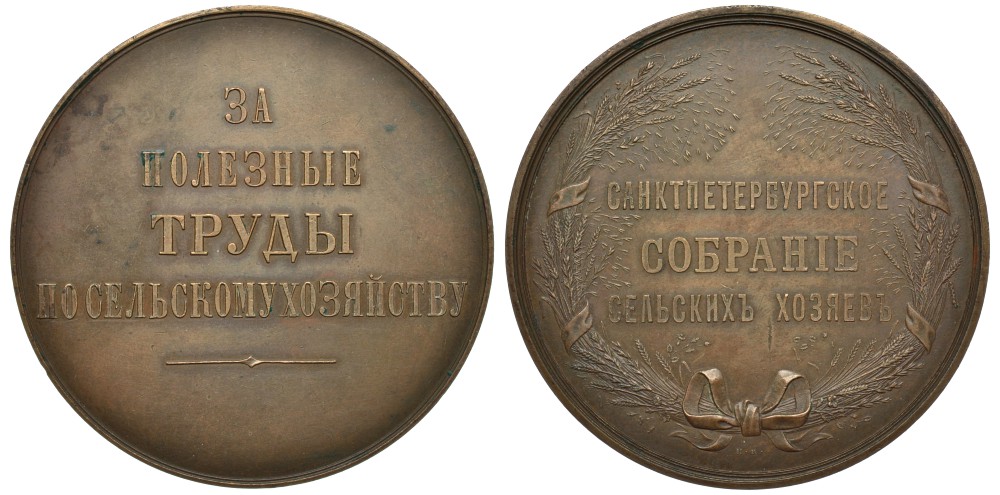 ЗА
ПОЛЕЗНЫЕ
ТРУДЫ
ПО СЕЛЬСКОМУ ХОЗЯЙСТВУ
САНКТПЕТЕРБУРГСКОЕ
СОБРАНІЕ
СЕЛЬСКИХЪ ХОЗЯЕВЪ